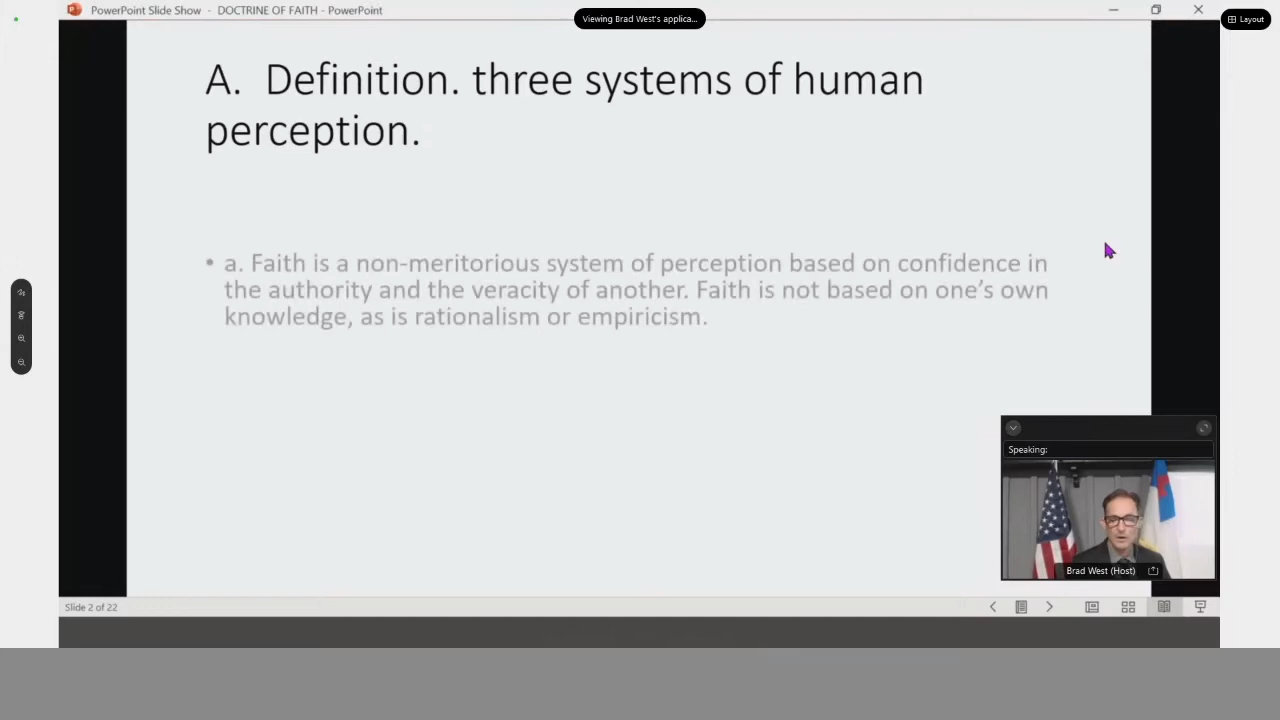 PowerPoint Slide Show - DOCTRINE OF FAITH - PowerPoint
Viewing Brad West's applica...
Layout
A. Definition. three systems of human
perception.
• a. Faith is a non-meritorious system of perception based on confidence in
the authority and the veracity of another. Faith is not based on one’s own
knowledge, as is rationalism or empiricism.
Speaking:
Brad West (Host)
Slide 2 of 22